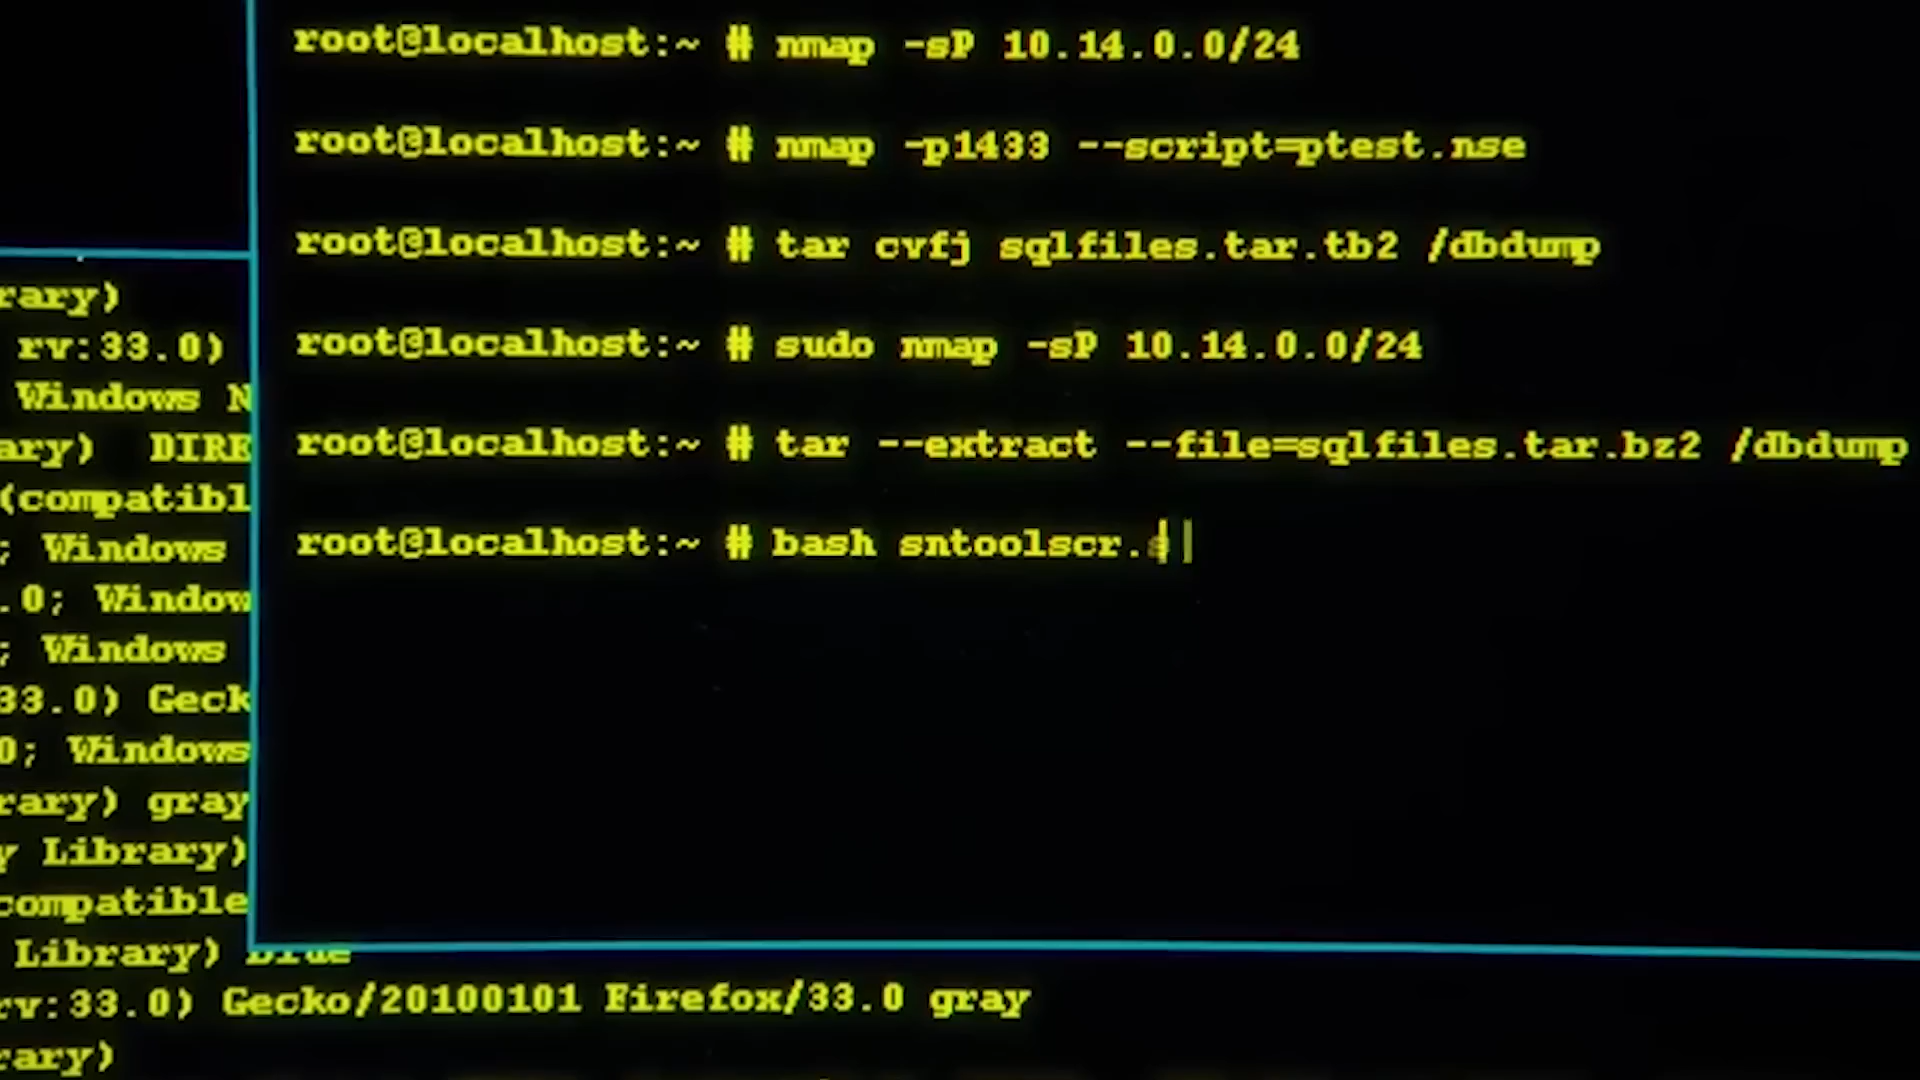 root@localhost:~ # nmap -sP 10.14.0.0/24
root@localhost:~ # nmap -p1433 --script=ptest.nse
root@localhost:~ # tar cvfj sqlfiles.tar.tb2 /dbdump
root@localhost:~ # sudo nmap -sP 10.14.0.0/24
root@localhost:~ # tar --extract --file=sqlfiles.tar.bz2 /dbdump
root@localhost:~ # bash sntoolscr.
rary)
rv:33.0)
Windows N
ary) DIRE
(compatibl
; Windows
.0; Window
; Windows
33.0) Geck
0; Windows
rary) gray
y Library)
compatible
Library)
rv:33.0) Gecko/20100101 Firefox/33.0 gray
rary)